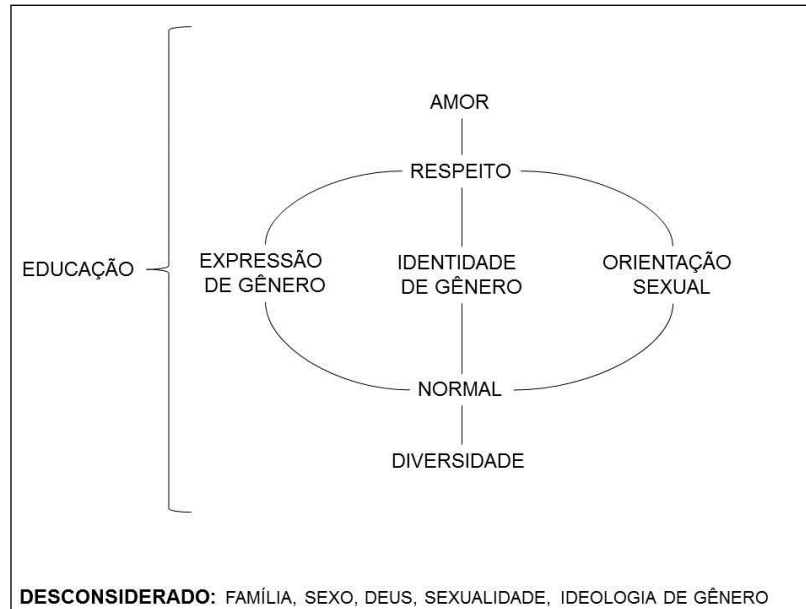 AMOR
RESPEITO
EDUCAÇÃO
EXPRESSÃO
DE GÊNERO
IDENTIDADE
DE GÊNERO
ORIENTAÇÃO
SEXUAL
NORMAL
DIVERSIDADE
DESCONSIDERADO: FAMÍLIA, SEXO, DEUS, SEXUALIDADE, IDEOLOGIA DE GÊNERO